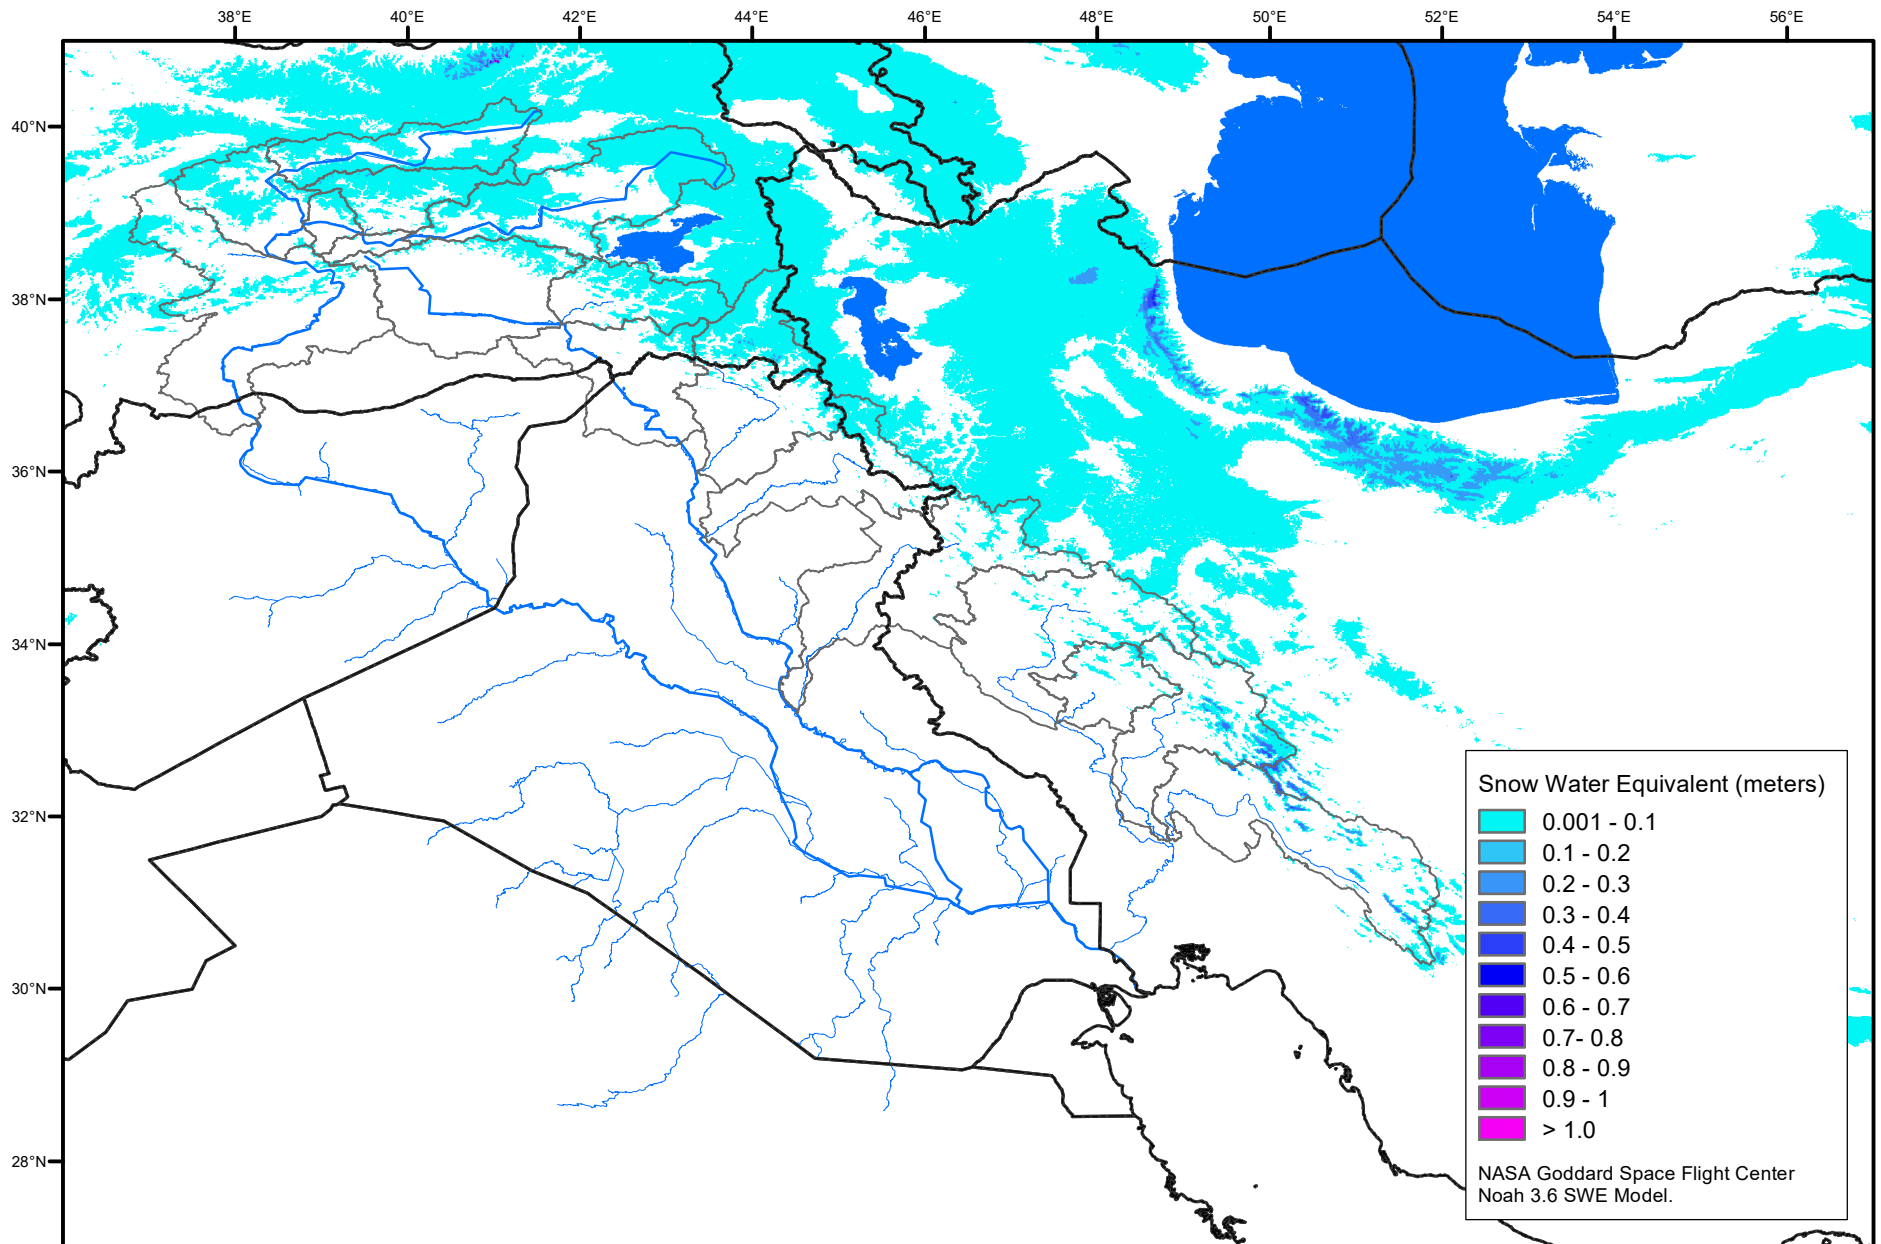 38°E 40°E 42°E 44°E 46°E 48°E 50°E 52°E 54°E 56°E
40°N
38°N
36°N
34°N
32°N
30°N
28°N
Snow Water Equivalent (meters)
0.001 - 0.1
0.1 - 0.2
0.2 - 0.3
0.3 - 0.4
0.4 - 0.5
0.5 - 0.6
0.6 - 0.7
0.7- 0.8
0.8 - 0.9
0.9 - 1
> 1.0
NASA Goddard Space Flight Center
Noah 3.6 SWE Model.